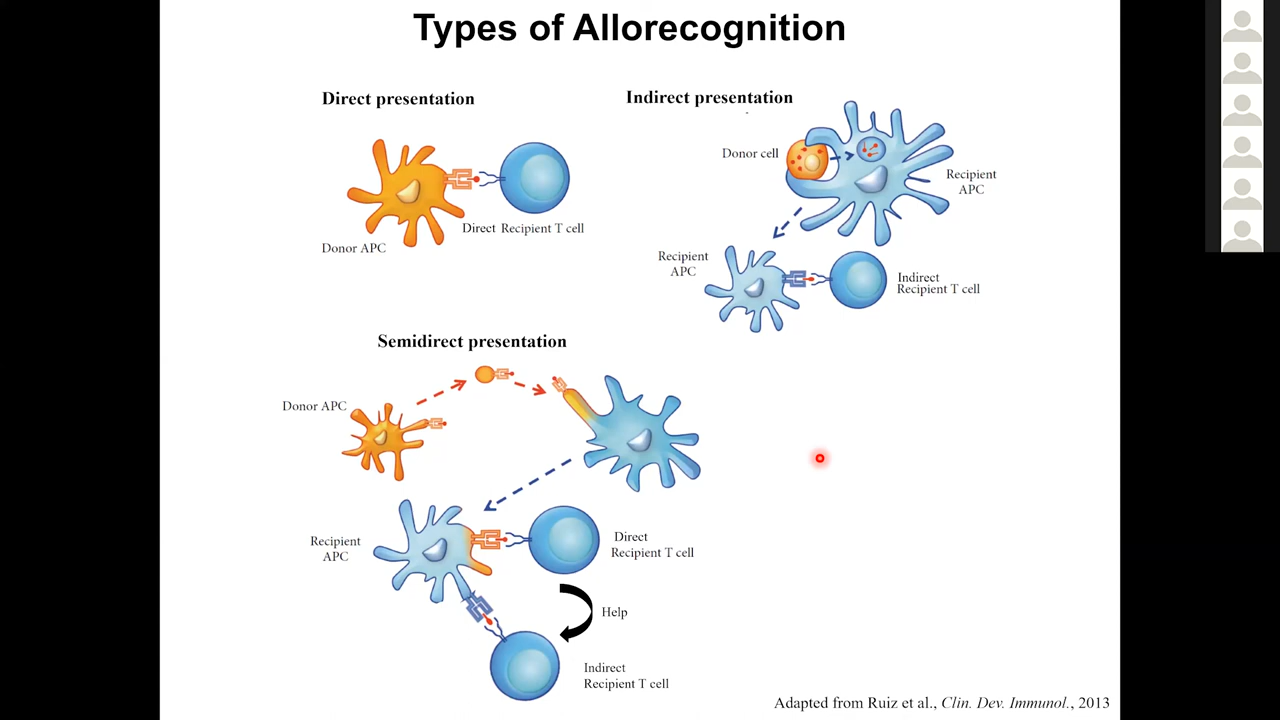 Types of Allorecognition
Direct presentation
Donor APC
Direct Recipient T cell
Indirect presentation
Donor cell
Recipient
APC
Recipient
APC
Indirect
Recipient T cell
Semidirect presentation
Donor APC
Recipient
APC
Direct
Recipient T cell
Help
Indirect
Recipient T cell
Adapted from Ruiz et al., Clin. Dev. Immunol., 2013